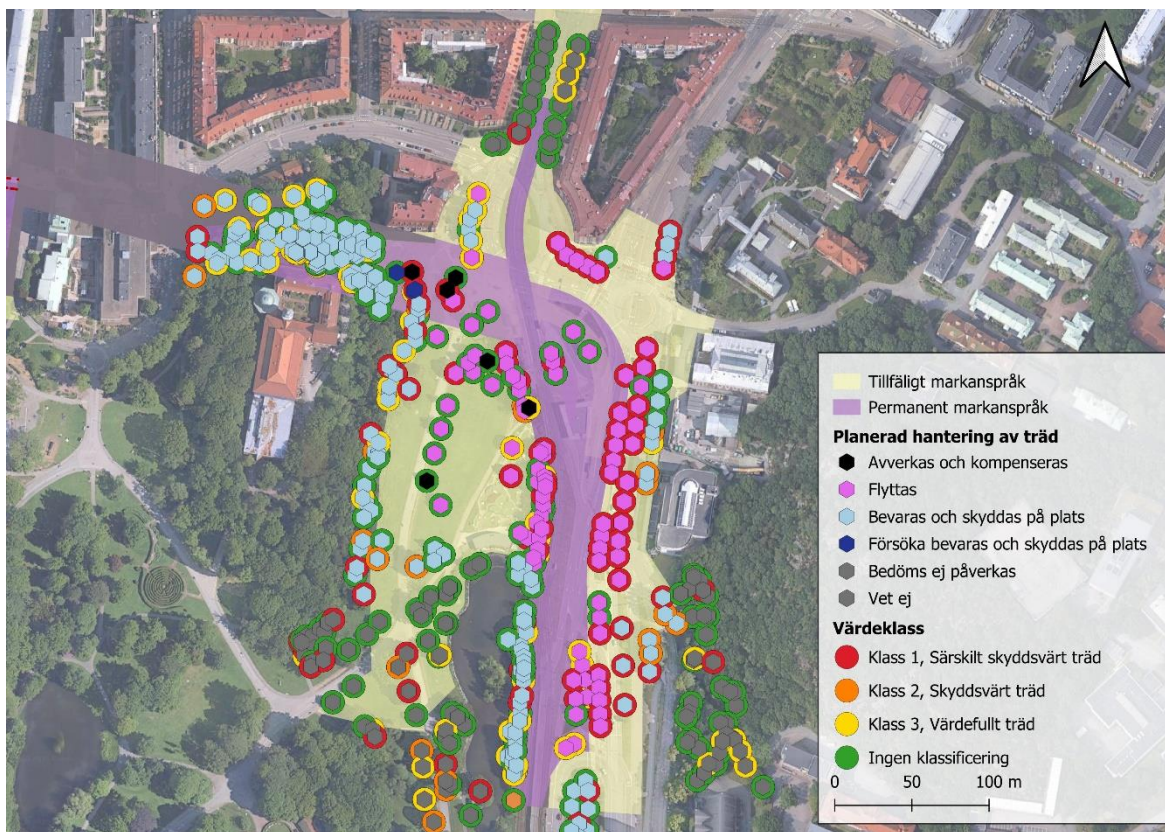 Tillfäligt markanspråk
Permanent markanspråk
Planerad hantering av träd
Avverkas och kompenseras
Flyttas
Bevaras och skyddas på plats
Försöka bevaras och skyddas på plats
Bedöms ej påverkas
Vet ej
Värdeklass
Klass 1, Särskilt skyddsvärt träd
Klass 2, Skyddsvärt träd
Klass 3, Värdefullt träd
Ingen klassificering
0 50 100 m